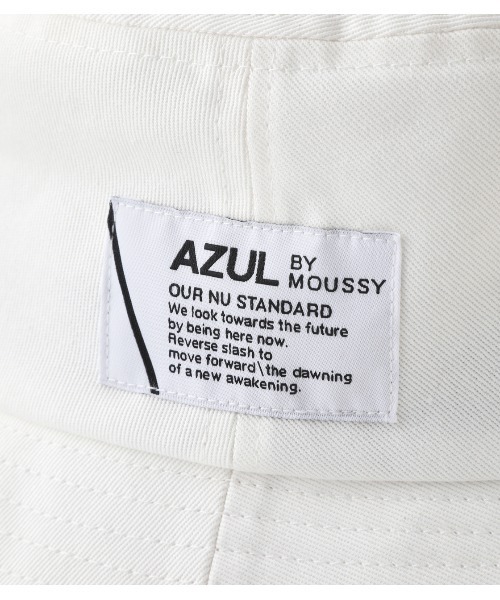 AZUL BY
MOUSSY
OUR NU STANDARD
We look towards the future
by being here now.
Reverse slash to
move forward\the dawning
of a new awakening.